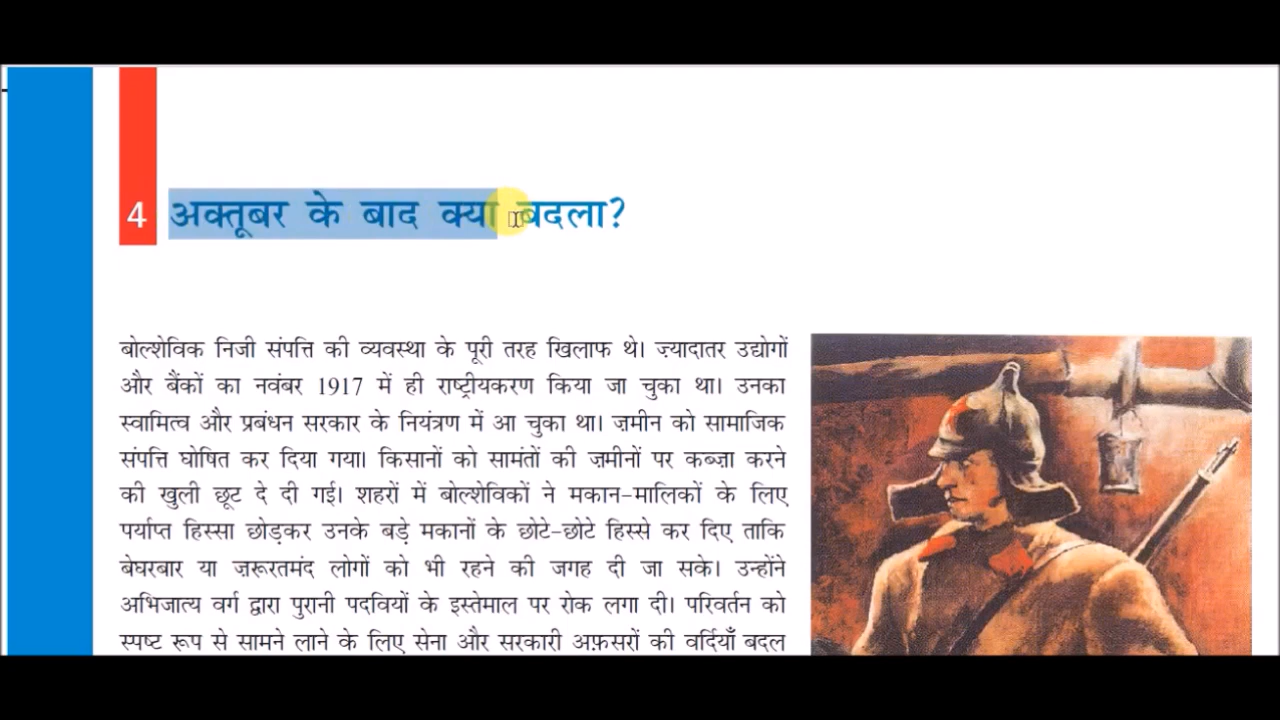 4 अक्तूबर के बाद क्या बदला?
बोल्शेविक निजी संपत्ति की व्यवस्था के पूरी तरह खिलाफ थे। ज़्यादातर उद्योगों
और बैंकों का नवंबर 1917 में ही राष्ट्रीयकरण किया जा चुका था। उनका
स्वामित्व और प्रबंधन सरकार के नियंत्रण में आ चुका था। ज़मीन को सामाजिक
संपत्ति घोषित कर दिया गया। किसानों को सामंतों की ज़मीनों पर कब्ज़ा करने
की खुली छूट दे दी गई। शहरों में बोल्शेविकों ने मकान-मालिकों के लिए
पर्याप्त हिस्सा छोड़कर उनके बड़े मकानों के छोटे-छोटे हिस्से कर दिए ताकि
बेघरबार या ज़रूरतमंद लोगों को भी रहने की जगह दी जा सके। उन्होंने
अभिजात्य वर्ग द्वारा पुरानी पदवियों के इस्तेमाल पर रोक लगा दी। परिवर्तन को
स्पष्ट रूप से सामने लाने के लिए सेना और सरकारी अफ़सरों की वर्दियाँ बदल